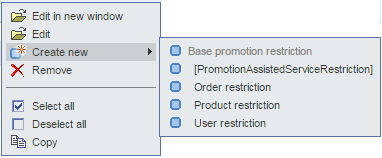 Edit in new window
Edit
Create new
Remove
Select all
Deselect all
Copy
Base promotion restriction
[PromotionAssistedServiceRestriction]
Order restriction
Product restriction
User restriction